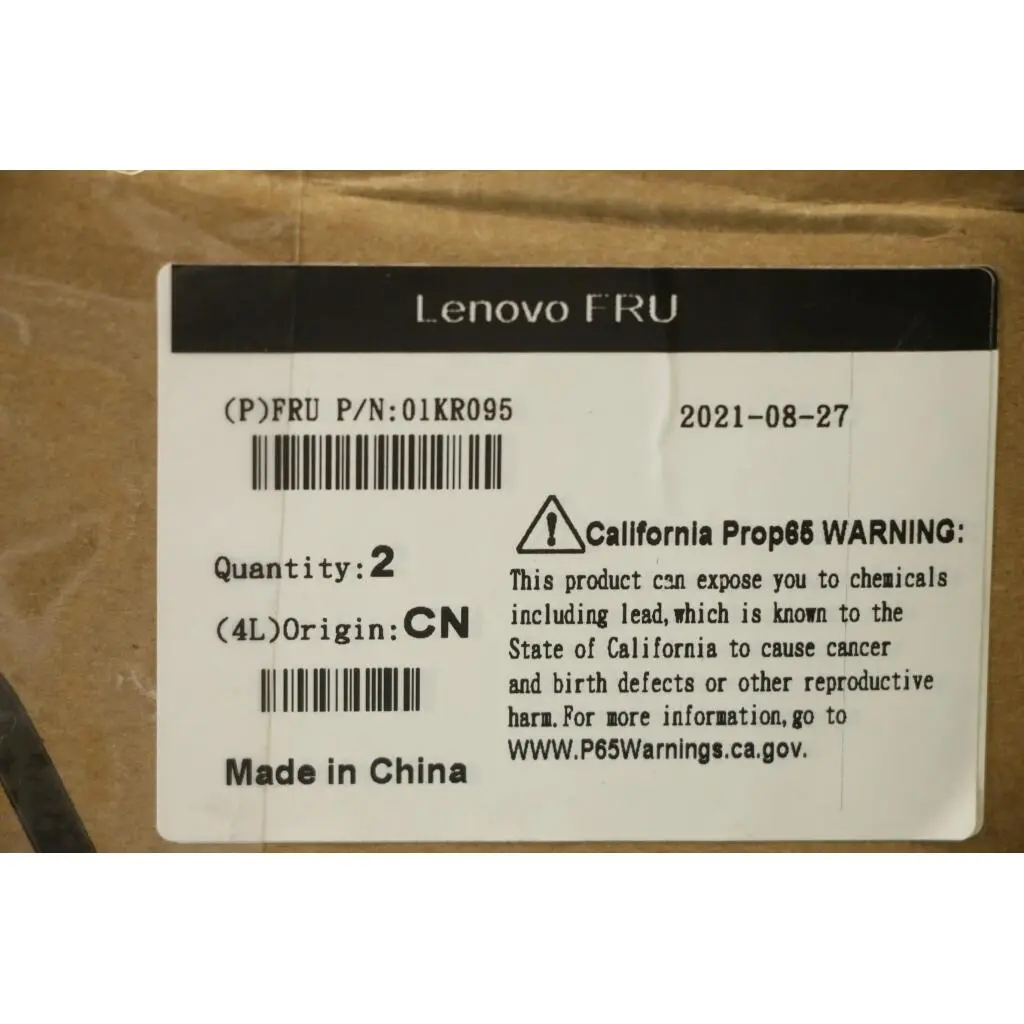 Lenovo FRU
(P)FRU P/N:01KR095
2021-08-27
Quantity:2
(4L)Origin:CN
Made in China
California Prop65 WARNING:
This product can expose you to chemicals
including lead,which is known to the
State of California to cause cancer
and birth defects or other reproductive
harm.For more information,go to
WWW.P65Warnings.ca.gov.